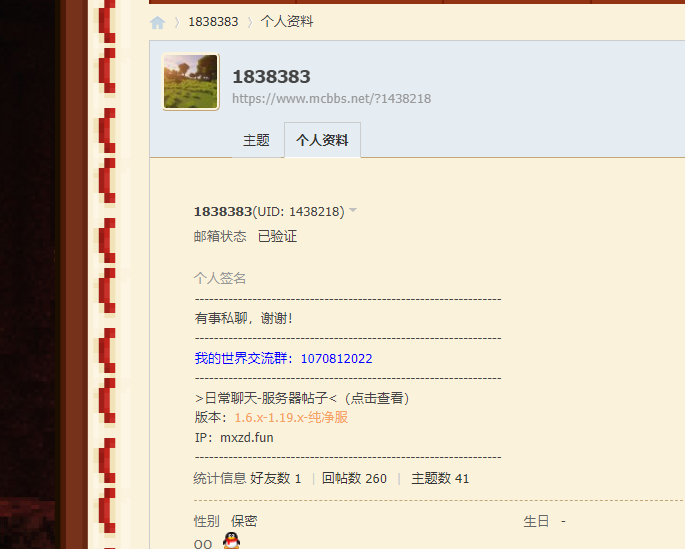 1838383 › 个人资料
1838383
https://www.mcbbs.net/?1438218
主题 个人资料
1838383(UID: 1438218)
邮箱状态 已验证
个人签名
----------------------------------------------------------------
有事私聊，谢谢！
----------------------------------------------------------------
我的世界交流群：1070812022
----------------------------------------------------------------
>日常聊天-服务器帖子<（点击查看）
版本：1.6.x-1.19.x-纯净服
IP：mxzd.fun
----------------------------------------------------------------
统计信息 好友数 1 | 回帖数 260 | 主题数 41
性别 保密 生日 -
QQ